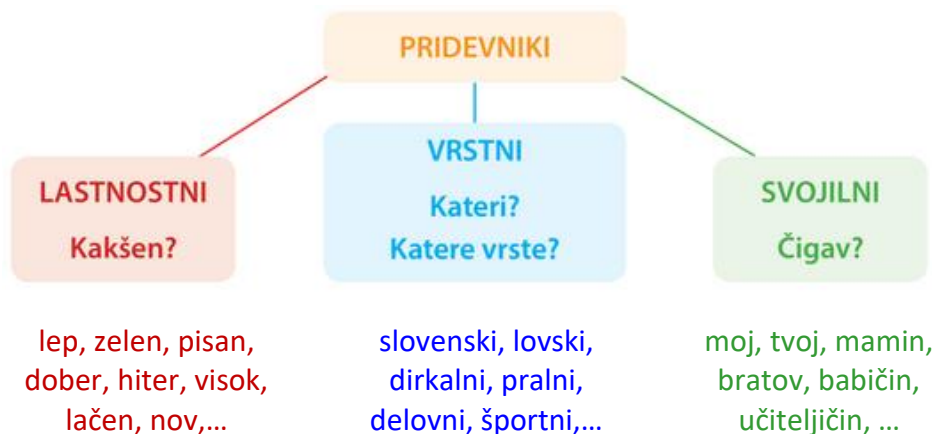 PRIDEVNIKI
LASTNOSTNI
Kakšen?
VRSTNI
Kateri?
Katere vrste?
SVOJILNI
Čigav?
lep, zelen, pisan,
dober, hiter, visok,
lačen, nov,...
slovenski, lovski,
dirkalni, pralni,
delovni, športni,...
moj, tvoj, mamin,
bratov, babičin,
učiteljičin, ...